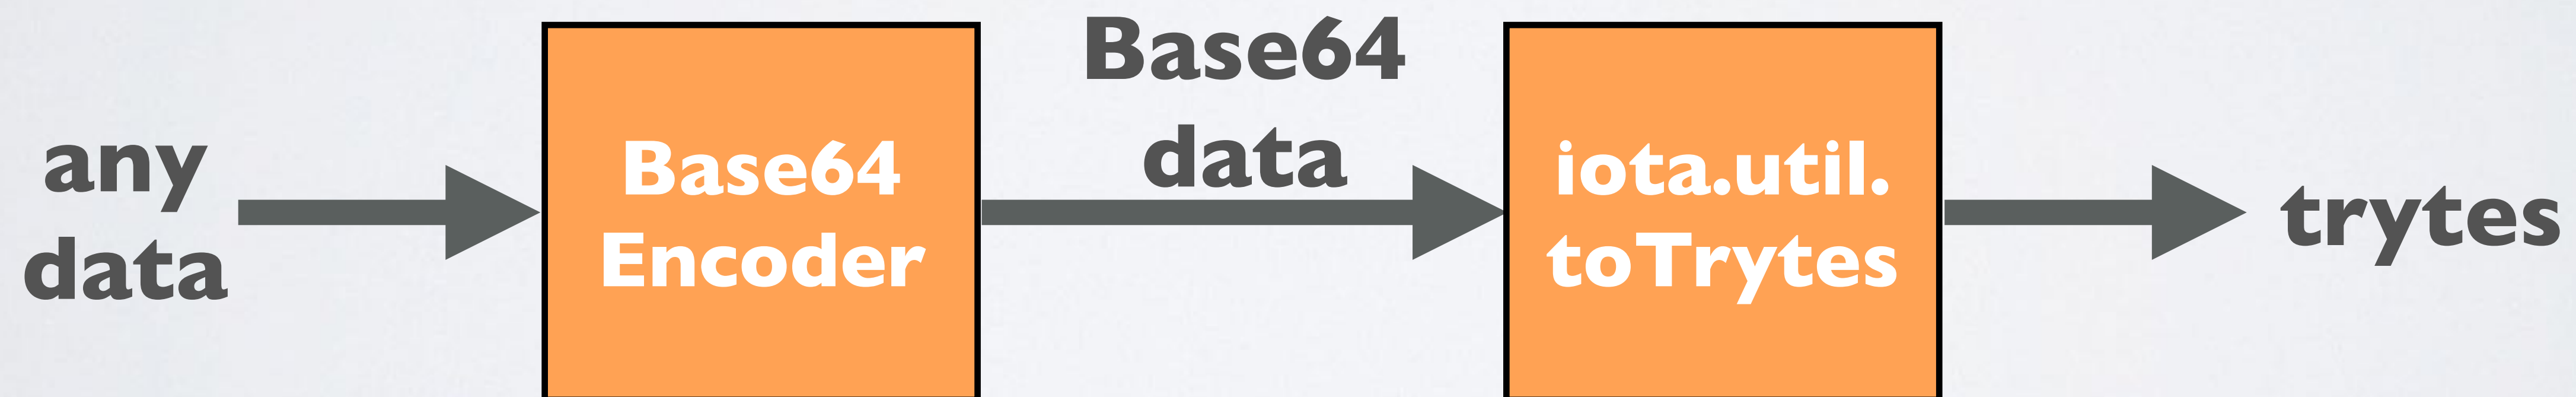 any
data
Base64
Encoder
Base64
data
iota.util.
toTrytes
trytes